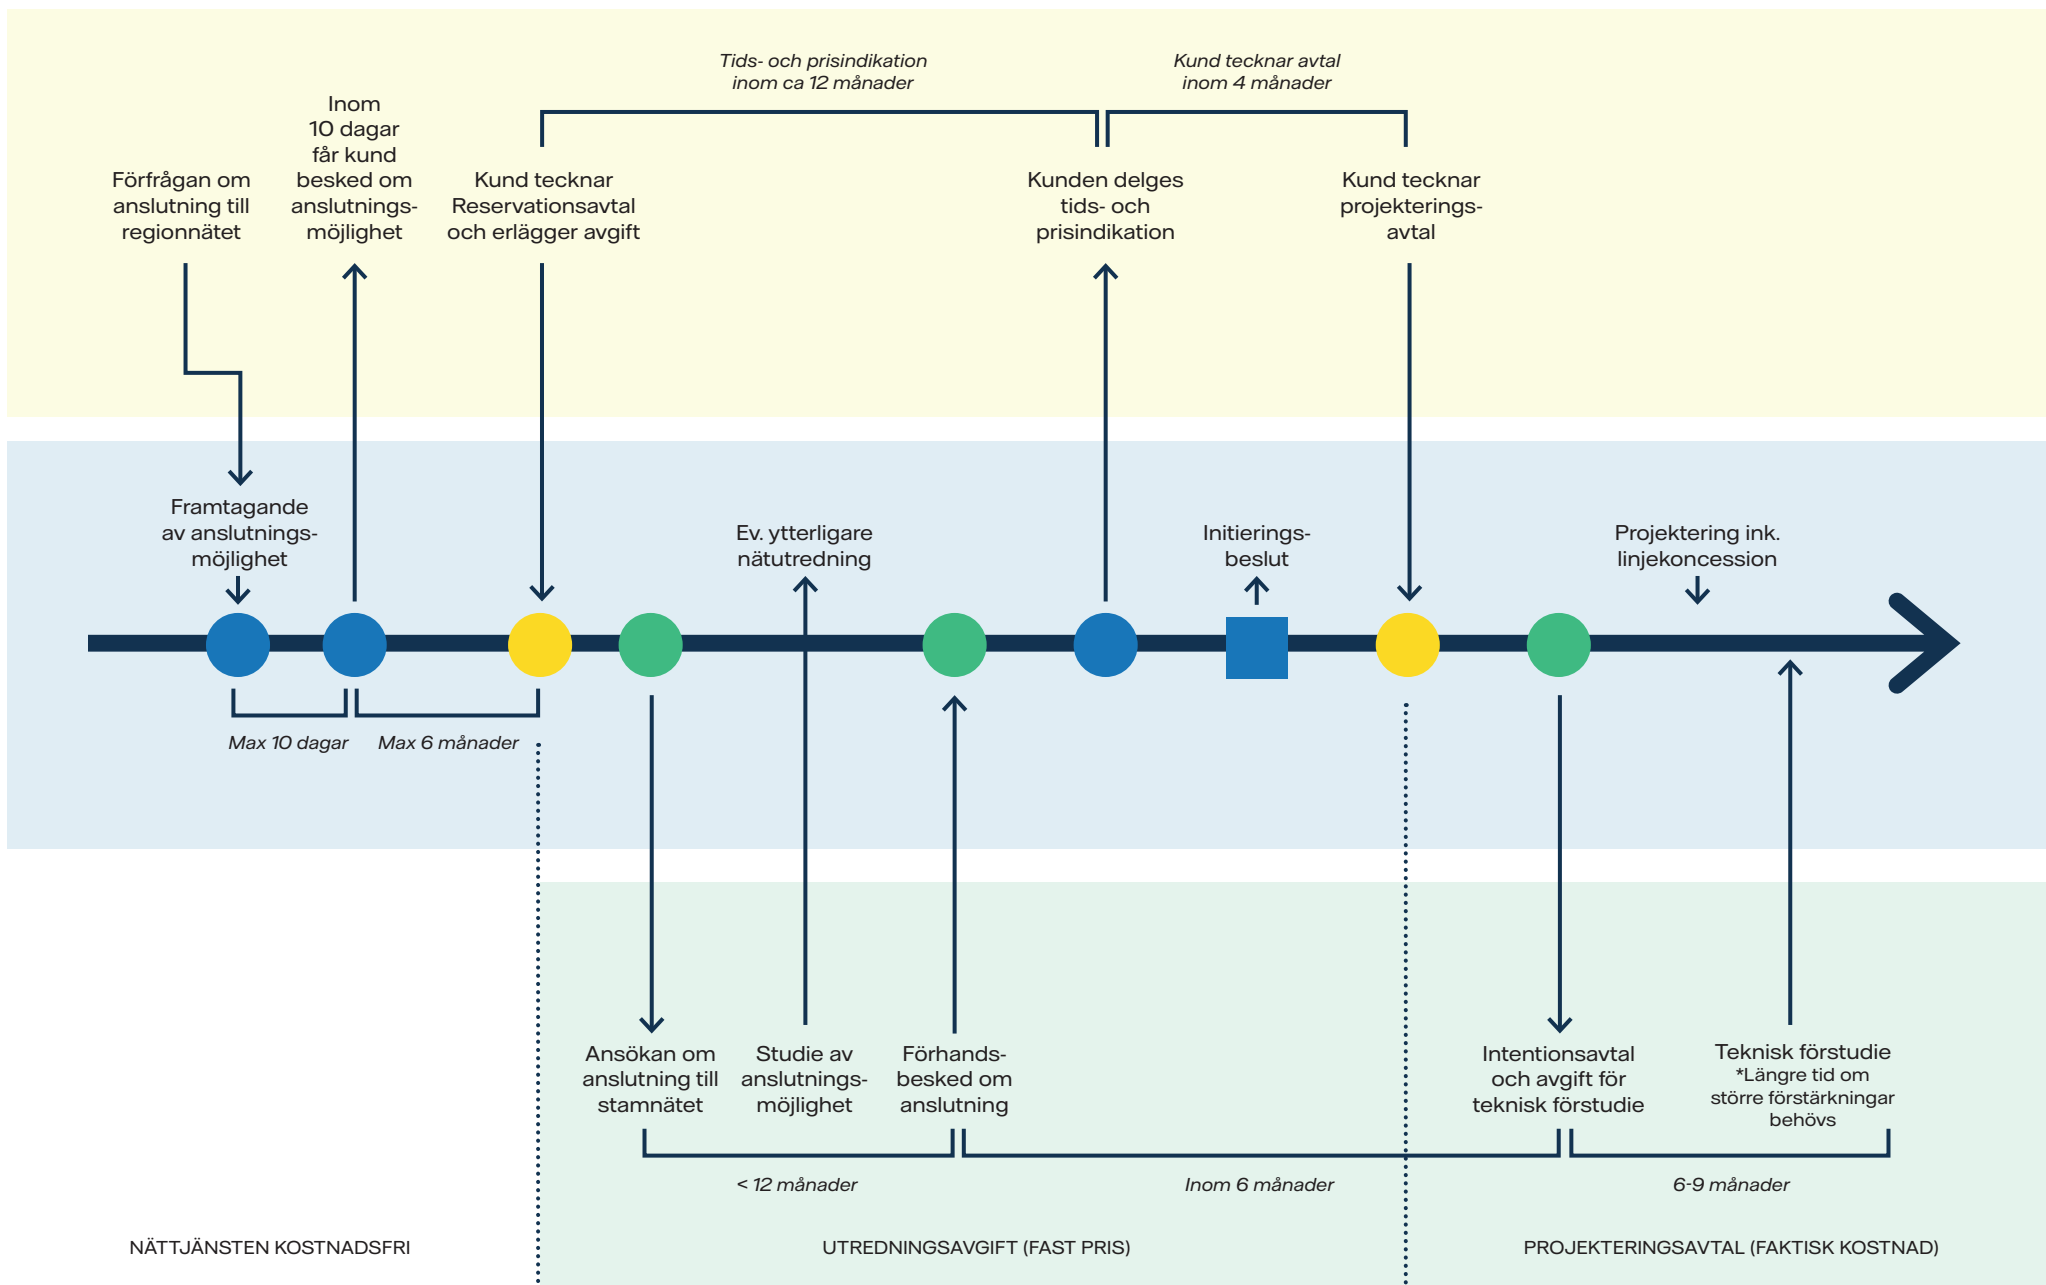 Tids- och prisindikation
inom ca 12 månader
Kund tecknar avtal
inom 4 månader
Förfrågan om
anslutning till
regionnätet
Inom
10 dagar
får kund
besked om
anslutnings-
möjlighet
Kund tecknar
Reservationsavtal
och erlägger avgift
Kunden delges
tids- och
prisindikation
Kund tecknar
projekterings-
avtal
Framtagande
av anslutnings-
möjlighet
Ev. ytterligare
nätutredning
Initierings-
beslut
Projektering ink.
linjekoncession
Max 10 dagar
Max 6 månader
Ansökan om
anslutning till
stamnätet
Studie av
anslutnings-
möjlighet
Förhands-
besked om
anslutning
Intentionsavtal
och avgift för
teknisk förstudie
Teknisk förstudie
*Längre tid om
större förstärkningar
behövs
< 12 månader
Inom 6 månader
6-9 månader
NÄTTJÄNSTEN KOSTNADSFRI
UTREDNINGSAVGIFT (FAST PRIS)
PROJEKTERINGSAVTAL (FAKTISK KOSTNAD)